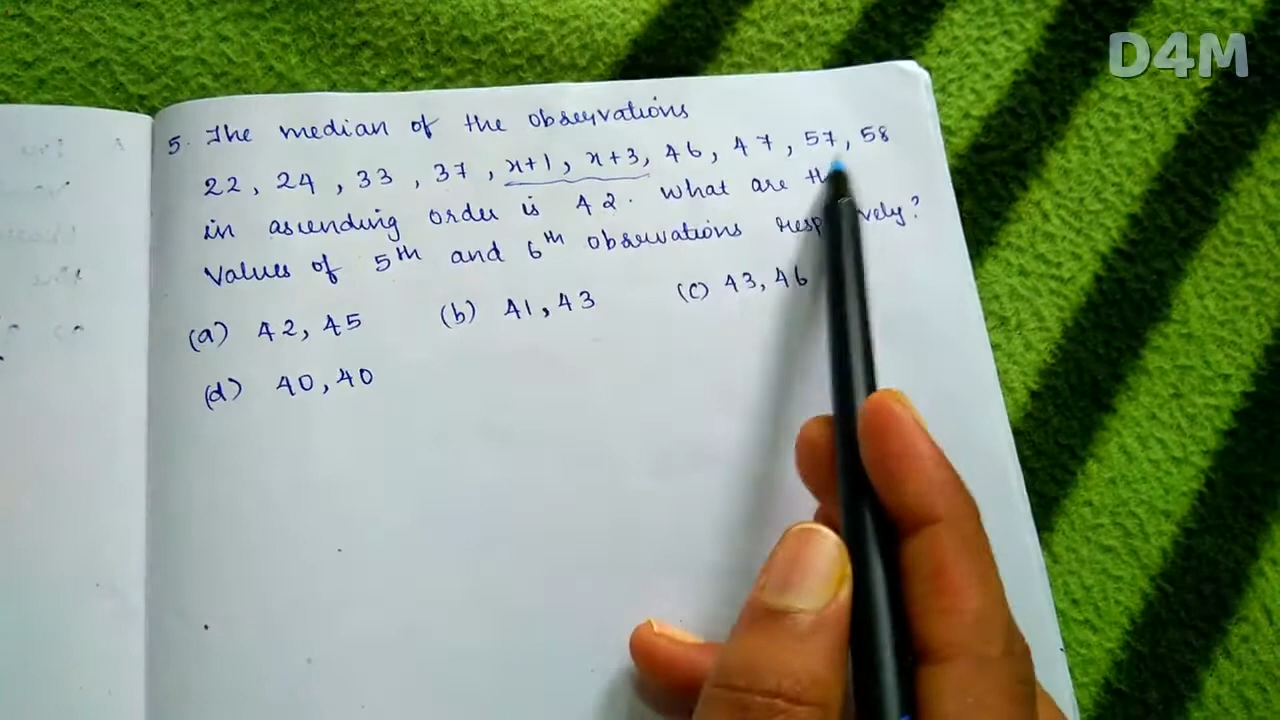 D4M
5. The median of the observations
22, 24, 33, 37, x+1, x+3, 46, 47, 57, 58
in ascending order is 42. What are the
values of 5th and 6th observations respectively?
(a) 42, 45 (b) 41, 43 (c) 43, 46
(d) 40, 40